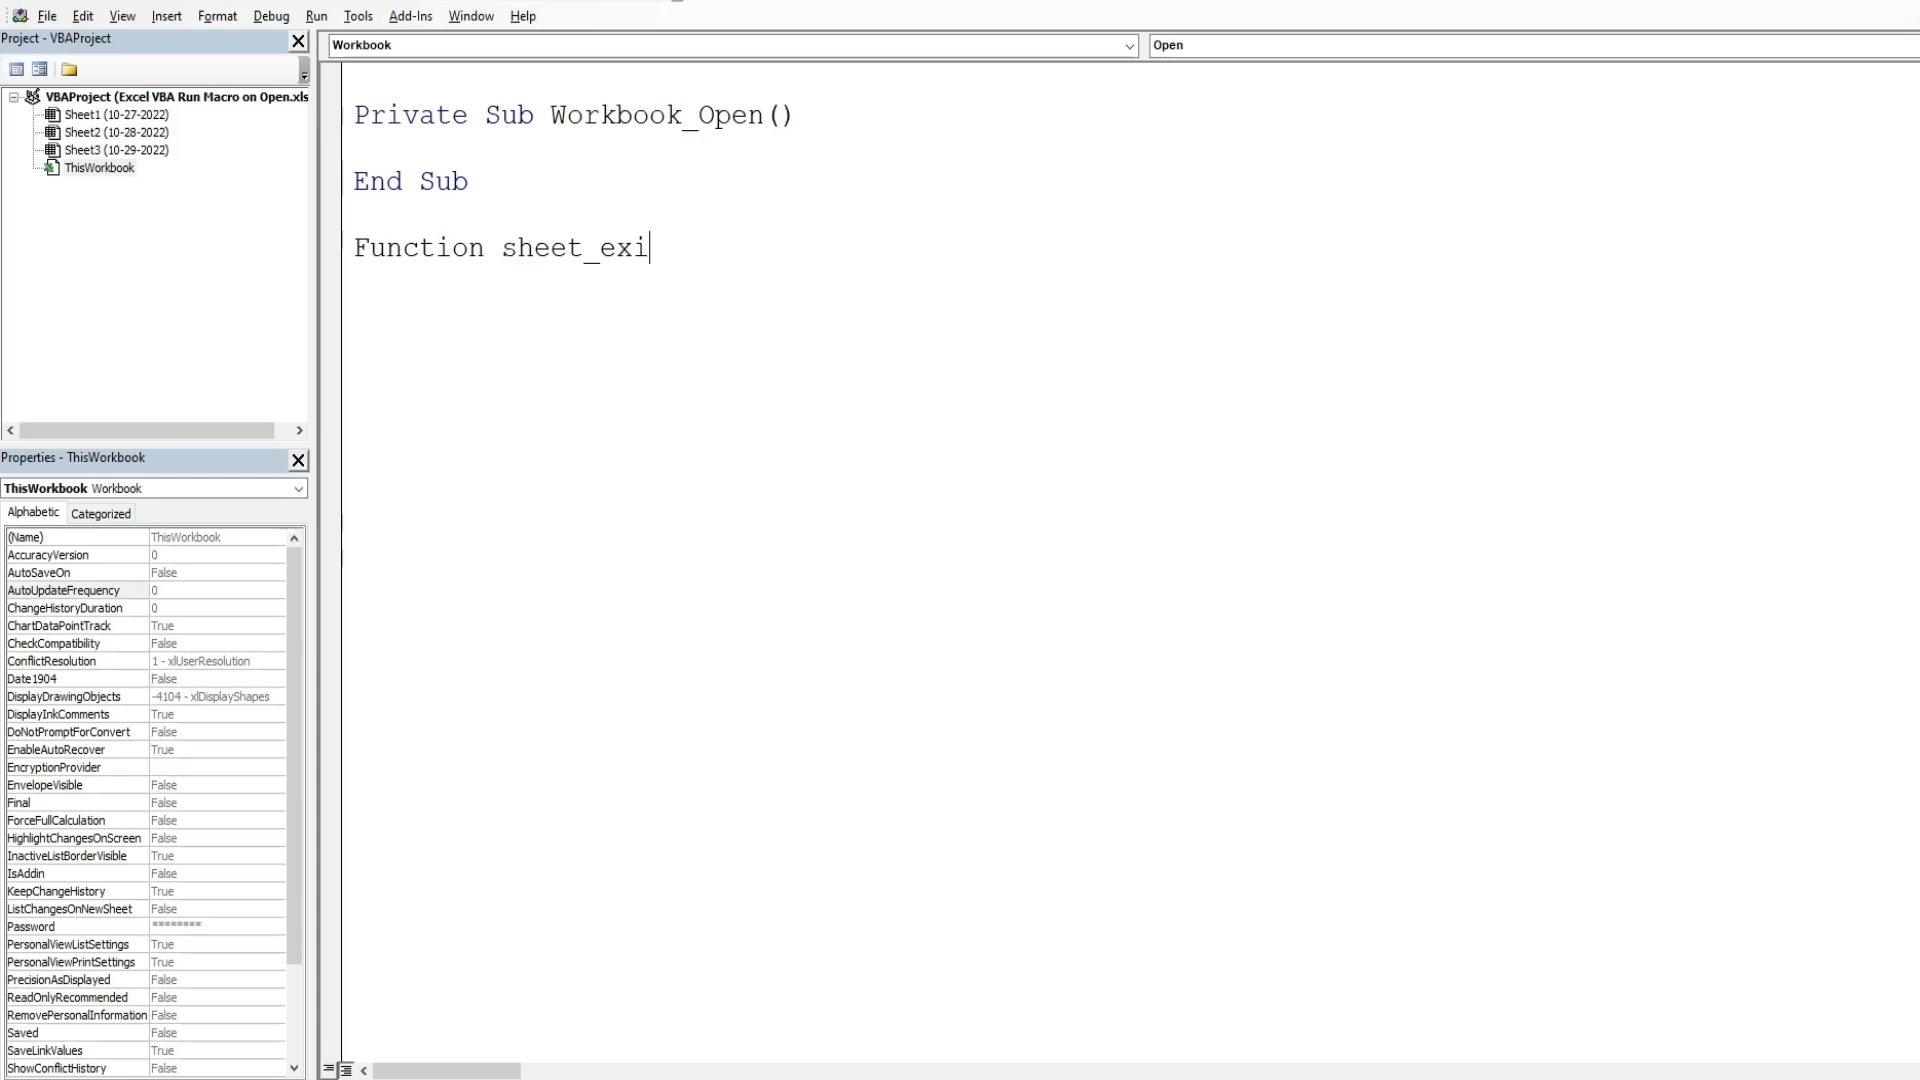 File Edit View Insert Format Debug Run Tools Add-Ins Window Help
Project - VBAProject
VBAProject (Excel VBA Run Macro on Open.xls
Sheet1 (10-27-2022)
Sheet2 (10-28-2022)
Sheet3 (10-29-2022)
ThisWorkbook
Properties - ThisWorkbook
ThisWorkbook Workbook
Alphabetic Categorized
(Name) ThisWorkbook
AccuracyVersion 0
AutoSaveOn False
AutoUpdateFrequency 0
ChangeHistoryDuration 0
ChartDataPointTrack True
CheckCompatibility False
ConflictResolution 1 - xlUserResolution
Date1904 False
DisplayDrawingObjects -4104 - xlDisplayShapes
DisplayInkComments True
DoNotPromptForConvert False
EnableAutoRecover True
EncryptionProvider
EnvelopeVisible False
Final False
ForceFullCalculation False
HighlightChangesOnScreen False
InactiveListBorderVisible True
IsAddin False
KeepChangeHistory True
ListChangesOnNewSheet False
Password ********
PersonalViewListSettings True
PersonalViewPrintSettings True
PrecisionAsDisplayed False
ReadOnlyRecommended False
RemovePersonalInformation False
Saved False
SaveLinkValues True
ShowConflictHistory False
Workbook Open
Private Sub Workbook_Open()
End Sub
Function sheet_exi